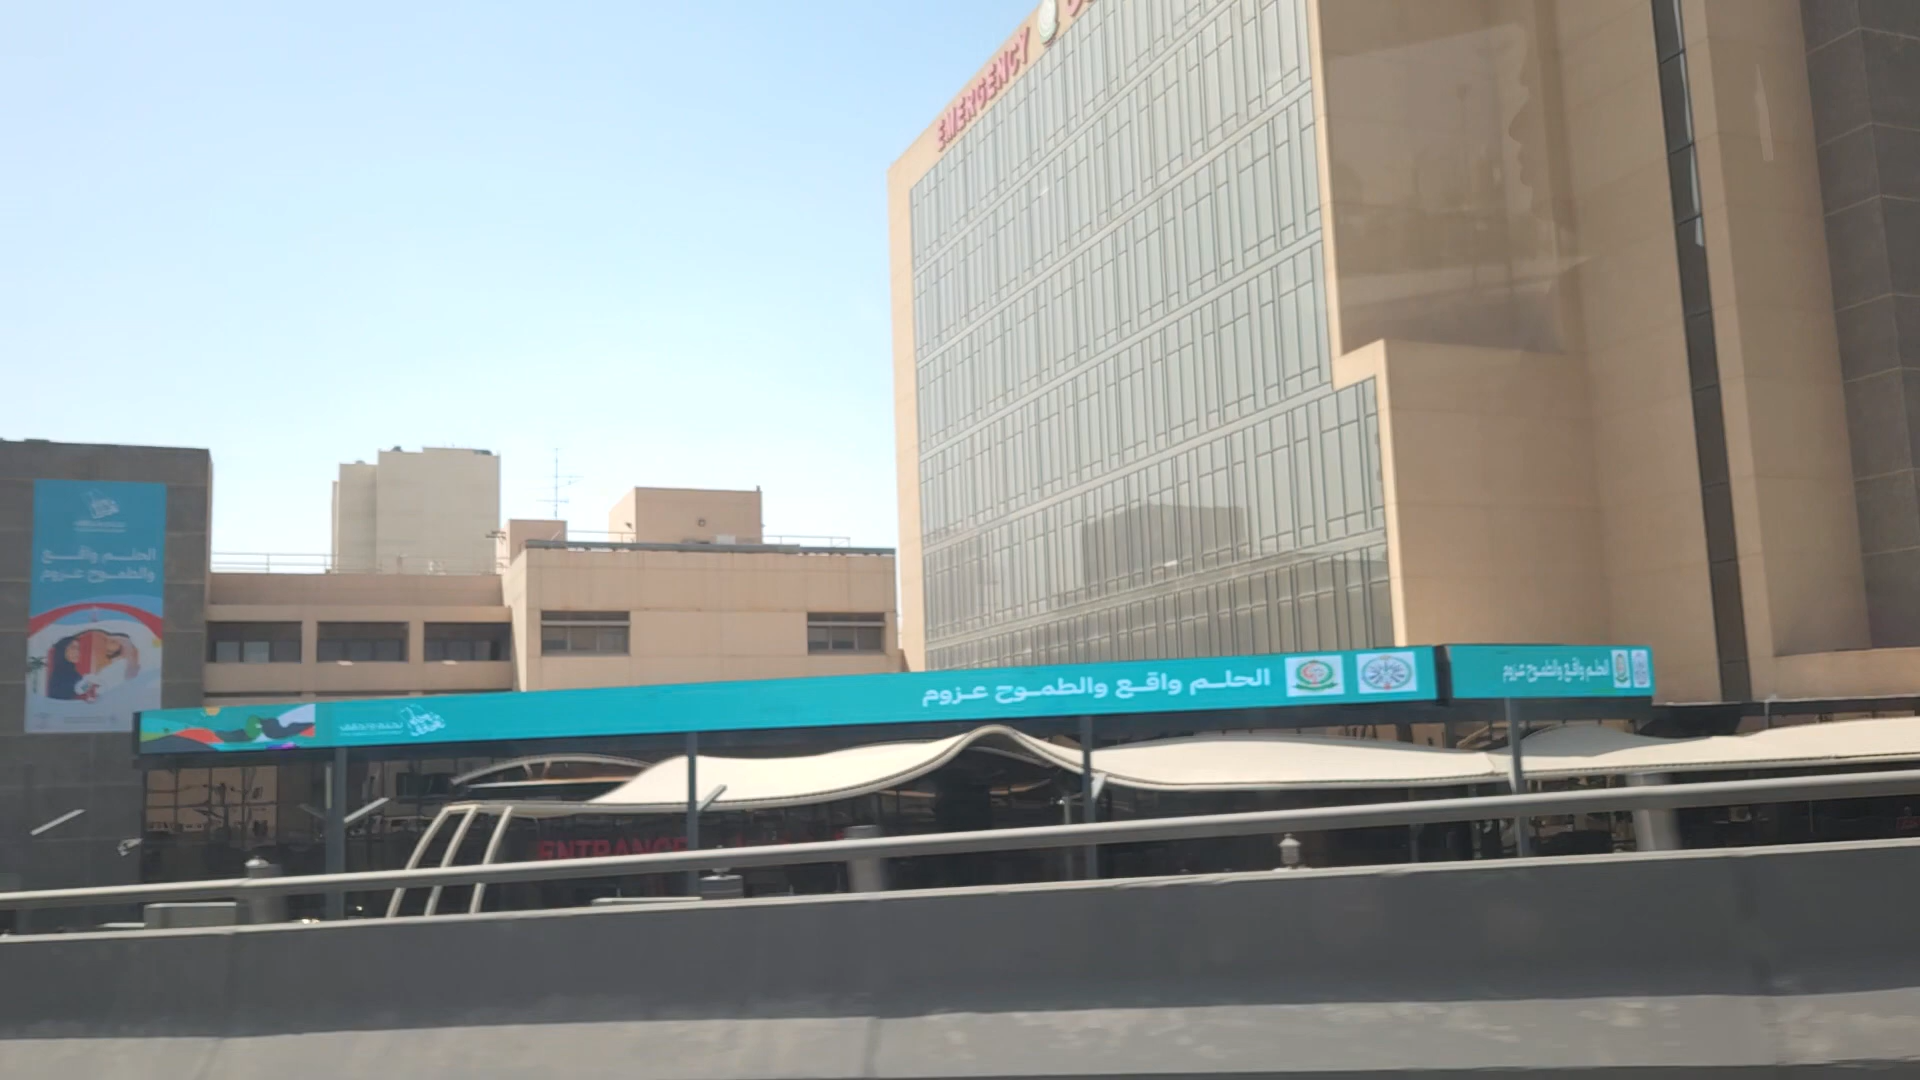 EMERGENCY
الحلم واقع
والطموح عزوم
الحلم واقع والطموح عزوم
الحلم واقع والطموح عزوم
ENTRANCE